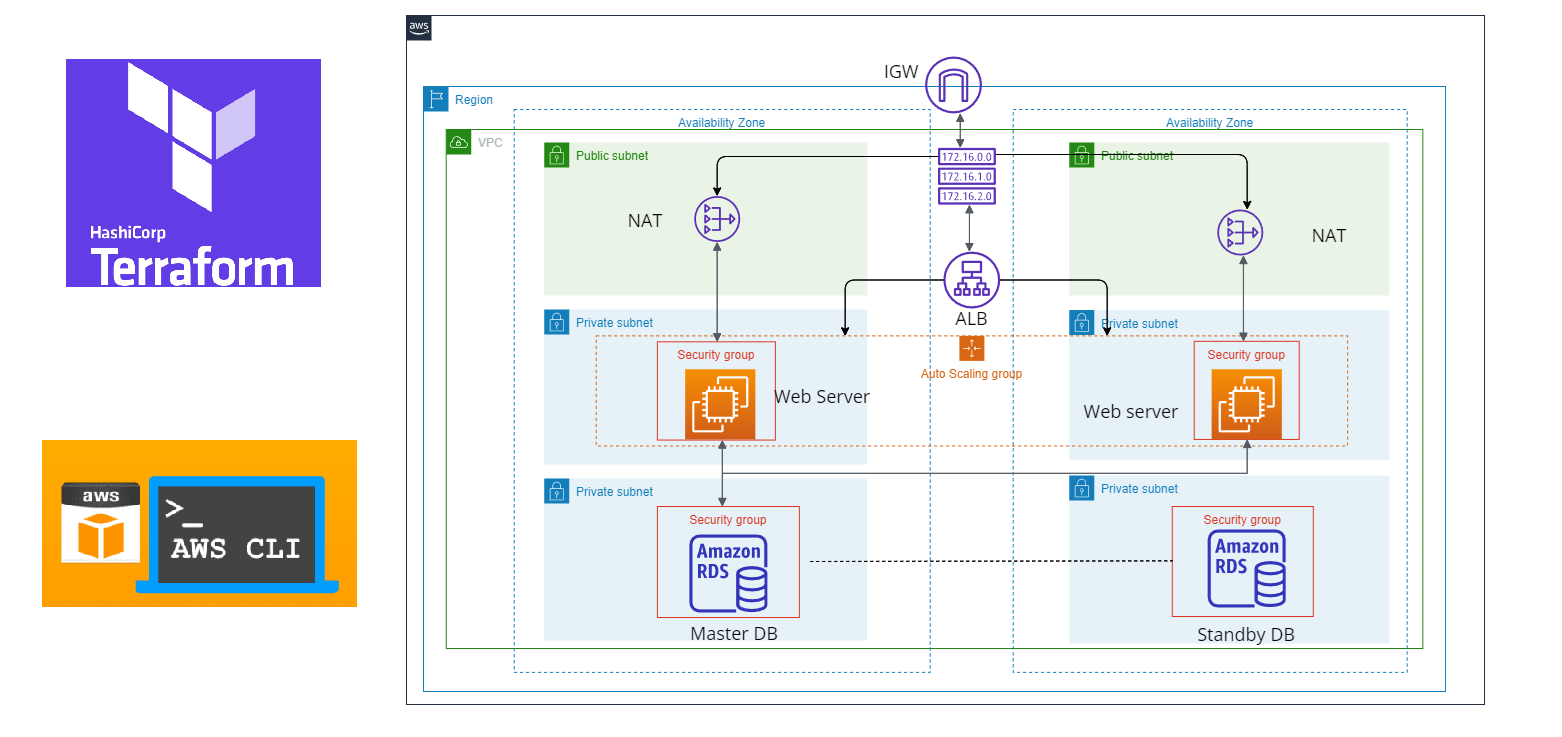 HashiCorp
Terraform
aws
>_
AWS CLI
aws
IGW
Region
Availability Zone
Availability Zone
VPC
Public subnet
Public subnet
172.16.0.0
172.16.1.0
172.16.2.0
NAT
NAT
ALB
Private subnet
Private subnet
Security group
Security group
Auto Scaling group
Web Server
Web server
Private subnet
Private subnet
Security group
Security group
Amazon
RDS
Amazon
RDS
Master DB
Standby DB